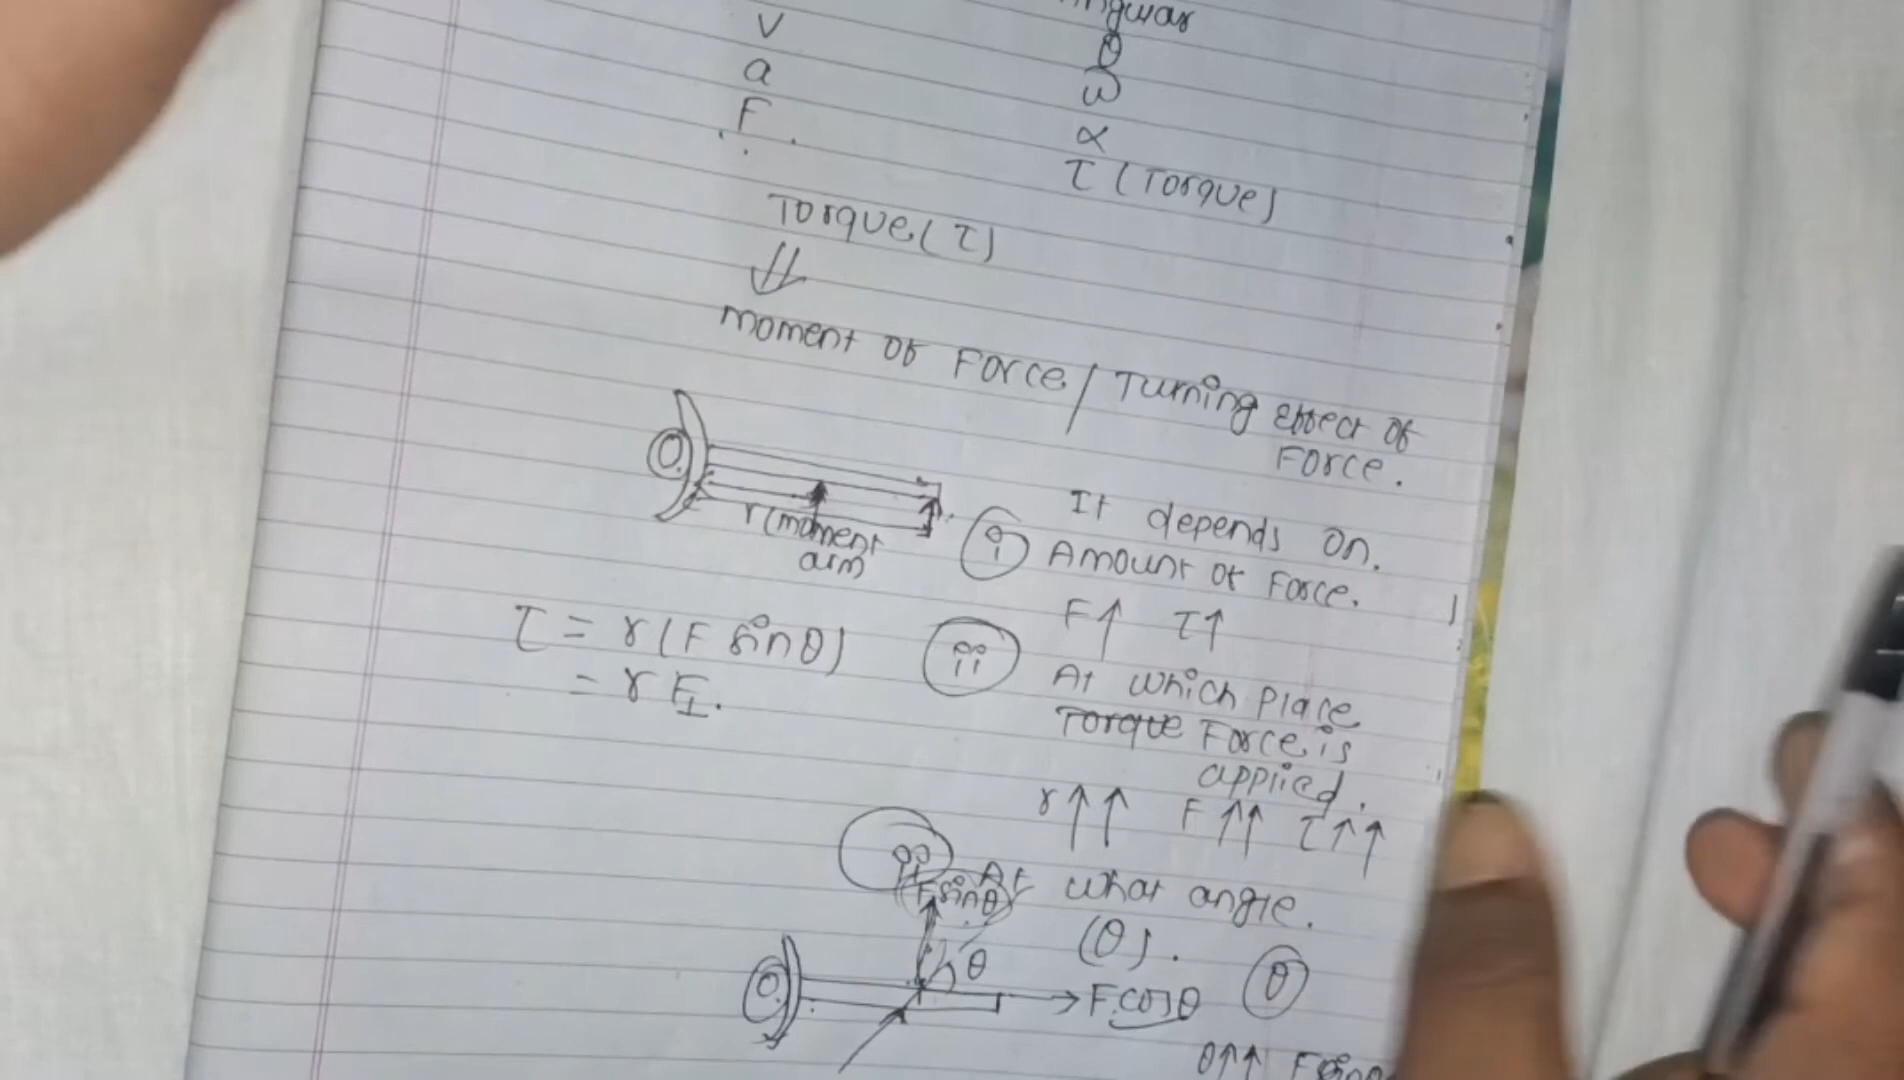 v
θ
a
ω
F
α
τ (Torque)
Torque (τ)
⇓
moment of Force / Turning effect of
Force.
r (moment
arm)
It depends on.
(i) Amount of Force.
F↑ τ↑
τ = r (F sinθ)
= r F⊥.
(ii) At which place
Torque Force is
applied.
r↑↑ F↑↑ τ↑↑
At what angle.
(θ).
F sinθ
θ
F cosθ
θ
θ↑↑